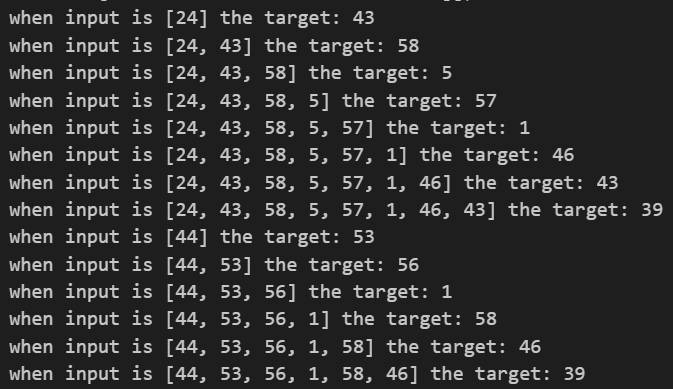 when input is [24] the target: 43
when input is [24, 43] the target: 58
when input is [24, 43, 58] the target: 5
when input is [24, 43, 58, 5] the target: 57
when input is [24, 43, 58, 5, 57] the target: 1
when input is [24, 43, 58, 5, 57, 1] the target: 46
when input is [24, 43, 58, 5, 57, 1, 46] the target: 43
when input is [24, 43, 58, 5, 57, 1, 46, 43] the target: 39
when input is [44] the target: 53
when input is [44, 53] the target: 56
when input is [44, 53, 56] the target: 1
when input is [44, 53, 56, 1] the target: 58
when input is [44, 53, 56, 1, 58] the target: 46
when input is [44, 53, 56, 1, 58, 46] the target: 39